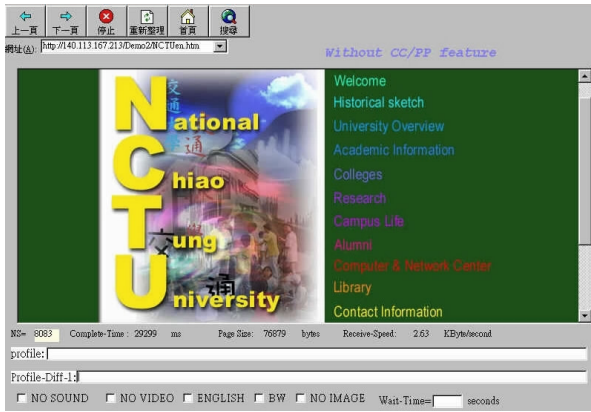 上一頁 下一頁 停止 重新整理 首頁 搜尋
網址(A): http://140.113.167.213/Demo2/NCTUen.htm
Without CC/PP feature
National
Chiao
Tung
University
交通
交
通
Welcome
Historical sketch
University Overview
Academic Information
Colleges
Research
Campus Life
Alumni
Computer & Network Center
Library
Contact Information
NS= 8083 Complete-Time : 29299 ms Page Size: 76879 bytes Receive-Speed: 2.63 KByte/second
profile:
Profile-Diff-1:
NO SOUND NO VIDEO ENGLISH BW NO IMAGE Wait-Time= seconds